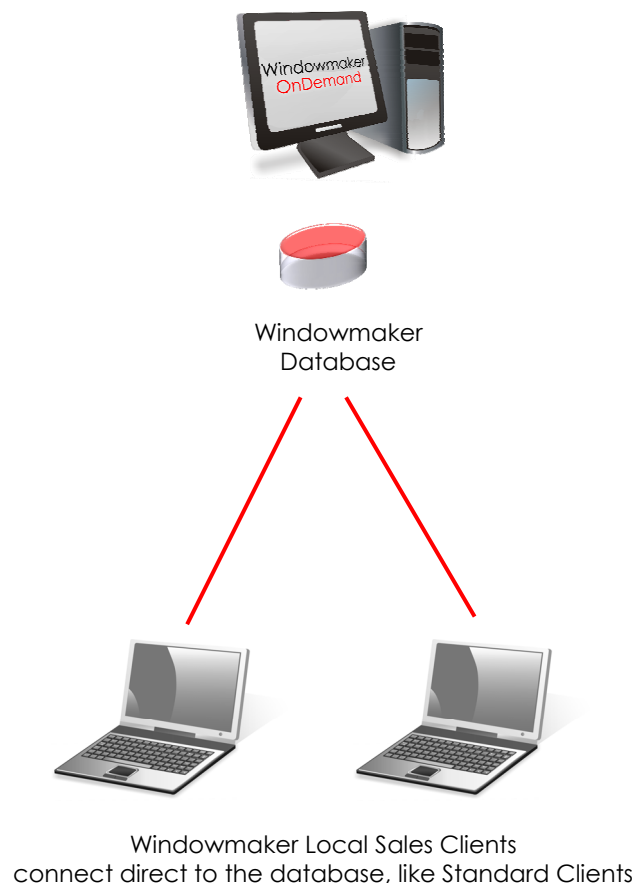 Windowmaker
OnDemand
Windowmaker
Database
Windowmaker Local Sales Clients
connect direct to the database, like Standard Clients